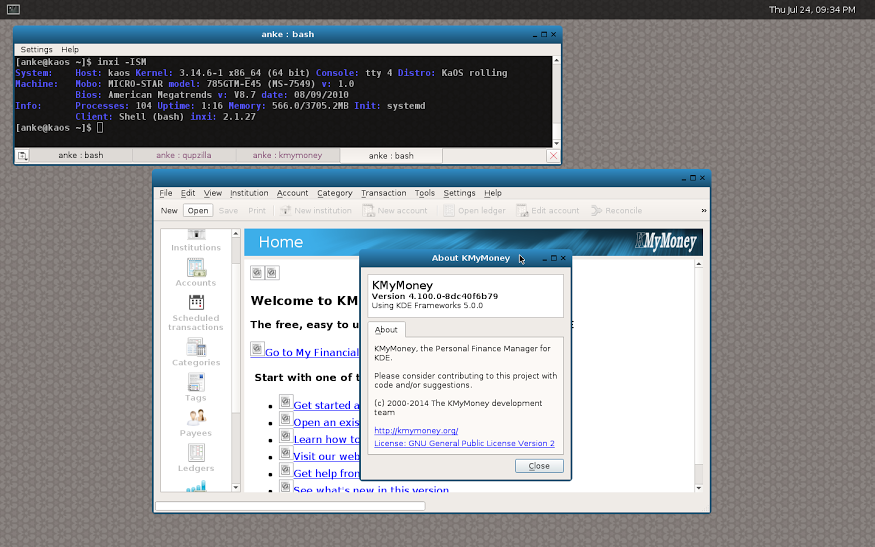 Thu Jul 24, 09:34 PM
anke : bash
Settings Help
[anke@kaos ~]$ inxi -ISM
System: Host: kaos Kernel: 3.14.6-1 x86_64 (64 bit) Console: tty 4 Distro: KaOS rolling
Machine: Mobo: MICRO-STAR model: 785GTM-E45 (MS-7549) v: 1.0
Bios: American Megatrends v: V8.7 date: 08/09/2010
Info: Processes: 104 Uptime: 1:16 Memory: 566.0/3705.2MB Init: systemd
Client: Shell (bash) inxi: 2.1.27
[anke@kaos ~]$
anke : bash anke : qupzilla anke : kmymoney anke : bash
File Edit View Institution Account Category Transaction Tools Settings Help
New Open Save Print New institution New account Open ledger Edit account Reconcile »
Institutions
Accounts
Scheduled
transactions
Categories
Tags
Payees
Ledgers
Home
KMyMoney
Welcome to KM
The free, easy to u
E
Go to My Financial
Start with one of t
Get started a
Open an exis
Learn how to
Visit our web
Get help from
See what's new in this version
About KMyMoney
KMyMoney
Version 4.100.0-8dc40f6b79
Using KDE Frameworks 5.0.0
About
KMyMoney, the Personal Finance Manager for
KDE.
Please consider contributing to this project with
code and/or suggestions.
(c) 2000-2014 The KMyMoney development
team
http://kmymoney.org/
License: GNU General Public License Version 2
Close